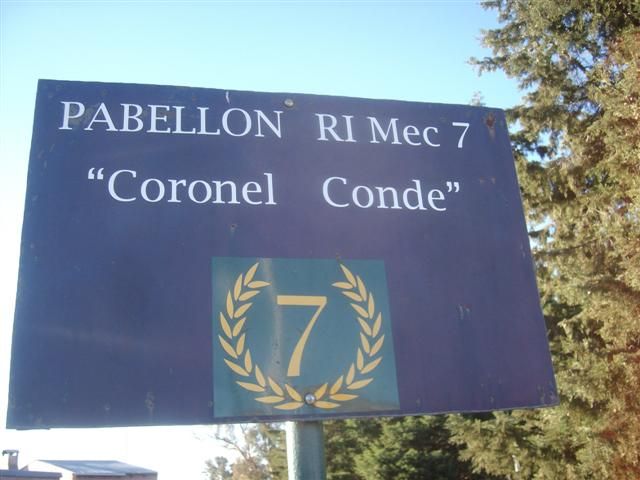 PABELLON RI Mec 7
“Coronel Conde”
7